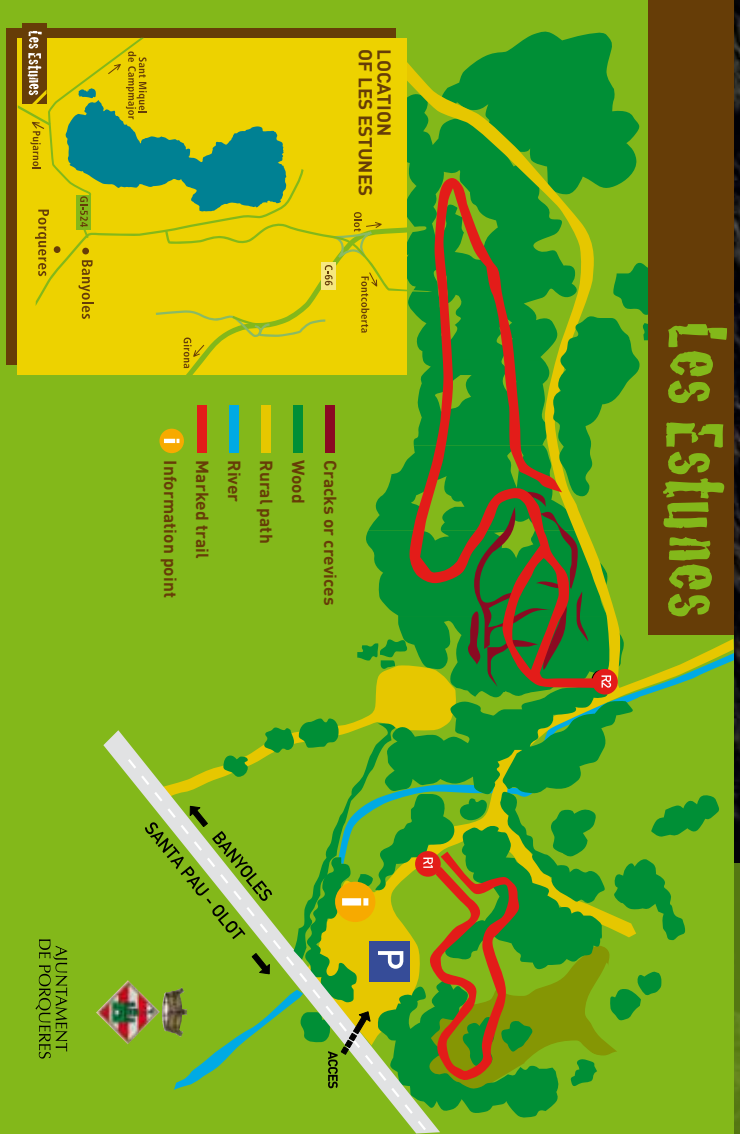 Les Estunes
LOCATION
OF LES ESTUNES
Les Estunes
Sant Miquel
de Campmajor
Pujarnol
GI-524
Porqueres
Banyoles
Olot
C-66
Fontcoberta
Girona
Cracks or crevices
Wood
Rural path
River
Marked trail
i Information point
R2
R1
i
P
BANYOLES
SANTA PAU - OLOT
ACCES
AJUNTAMENT
DE PORQUERES